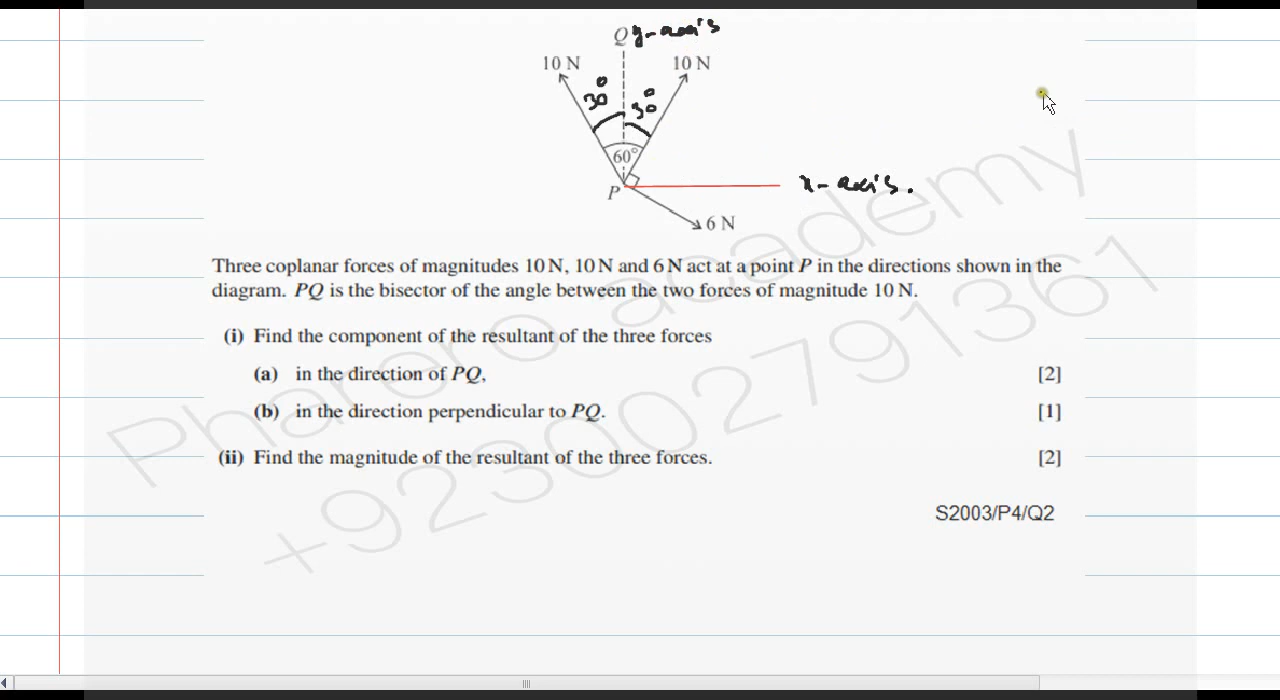 Q y-axis
10 N 10 N
30° 30°
60°
P x-axis.
6 N
Three coplanar forces of magnitudes 10 N, 10 N and 6 N act at a point P in the directions shown in the
diagram. PQ is the bisector of the angle between the two forces of magnitude 10 N.
(i) Find the component of the resultant of the three forces
(a) in the direction of PQ, [2]
(b) in the direction perpendicular to PQ. [1]
(ii) Find the magnitude of the resultant of the three forces. [2]
S2003/P4/Q2
Pharero academy
+923002791361